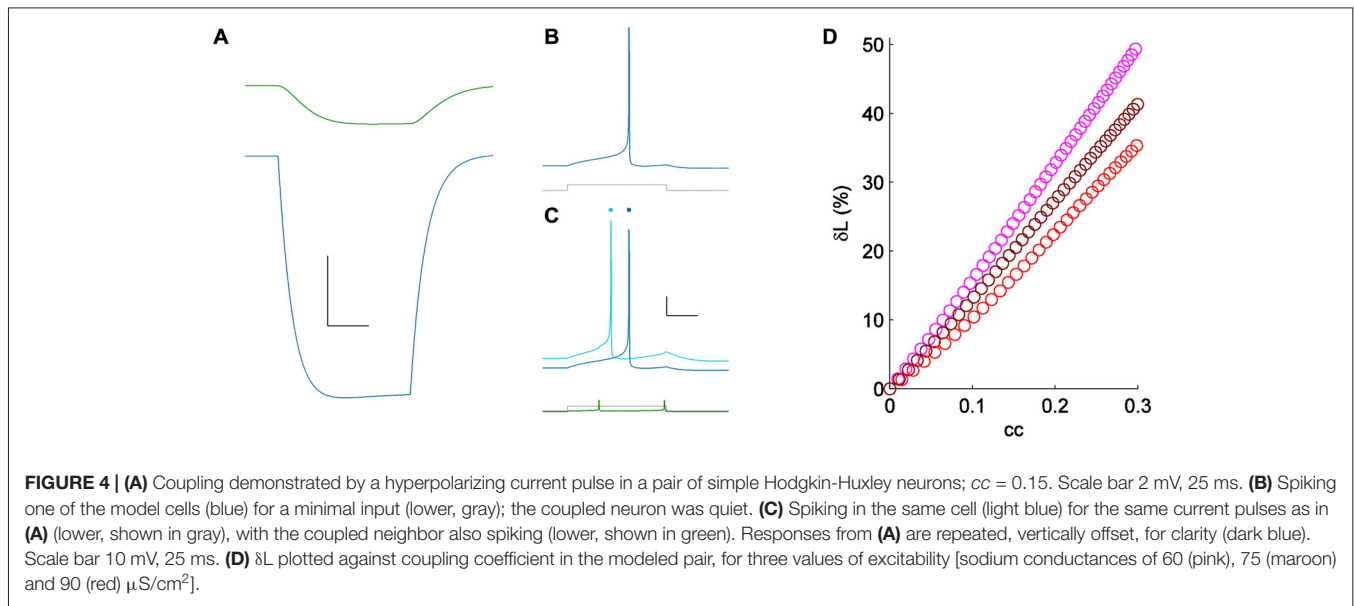 A
B
C
D
50
40
30
20
10
0
δL (%)
0
0.1
0.2
0.3
cc
FIGURE 4 | (A) Coupling demonstrated by a hyperpolarizing current pulse in a pair of simple Hodgkin-Huxley neurons; cc = 0.15. Scale bar 2 mV, 25 ms. (B) Spiking
one of the model cells (blue) for a minimal input (lower, gray); the coupled neuron was quiet. (C) Spiking in the same cell (light blue) for the same current pulses as in
(A) (lower, shown in gray), with the coupled neighbor also spiking (lower, shown in green). Responses from (A) are repeated, vertically offset, for clarity (dark blue).
Scale bar 10 mV, 25 ms. (D) δL plotted against coupling coefficient in the modeled pair, for three values of excitability [sodium conductances of 60 (pink), 75 (maroon)
and 90 (red) μS/cm²].